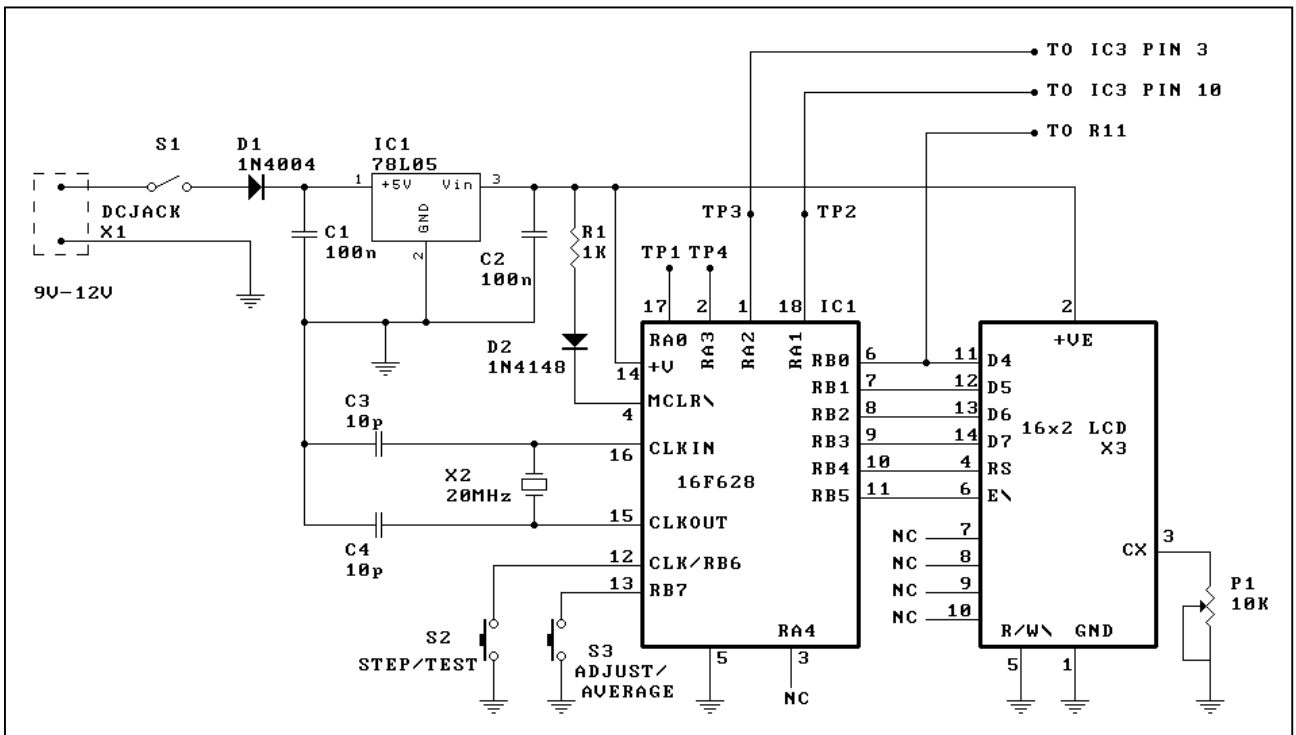 TO IC3 PIN 3
TO IC3 PIN 10
TO R11
S1
D1
1N4004
IC1
78L05
1
+5V
Vin
3
GND
2
DCJACK
X1
9V-12V
C1
100n
C2
100n
R1
1K
TP3
TP2
TP1
TP4
17
2
1
18
IC1
2
D2
1N4148
RA0
RA3
RA2
RA1
+V
14
MCLR\
4
C3
10p
CLKIN
16
X2
20MHz
16F628
15
CLKOUT
C4
10p
12
CLK/RB6
13
RB7
RB0
6
RB1
7
RB2
8
RB3
9
RB4
10
RB5
11
+VE
11
D4
12
D5
13
D6
14
D7
4
RS
6
E\
16x2 LCD
X3
NC
7
NC
8
NC
9
NC
10
CX
3
P1
10K
S2
STEP/TEST
S3
ADJUST/
AVERAGE
5
RA4
3
NC
R/W\
GND
5
1